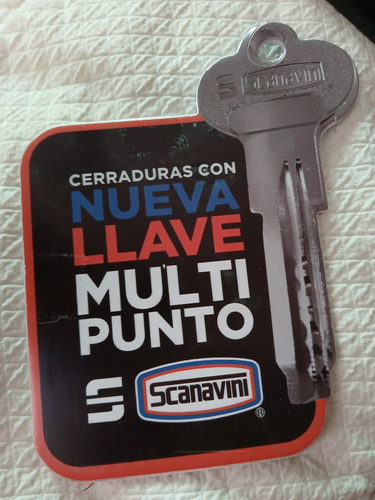 SCANAVINI
CERRADURAS CON
NUEVA
LLAVE
MULTI
PUNTO
SCANAVINI
®